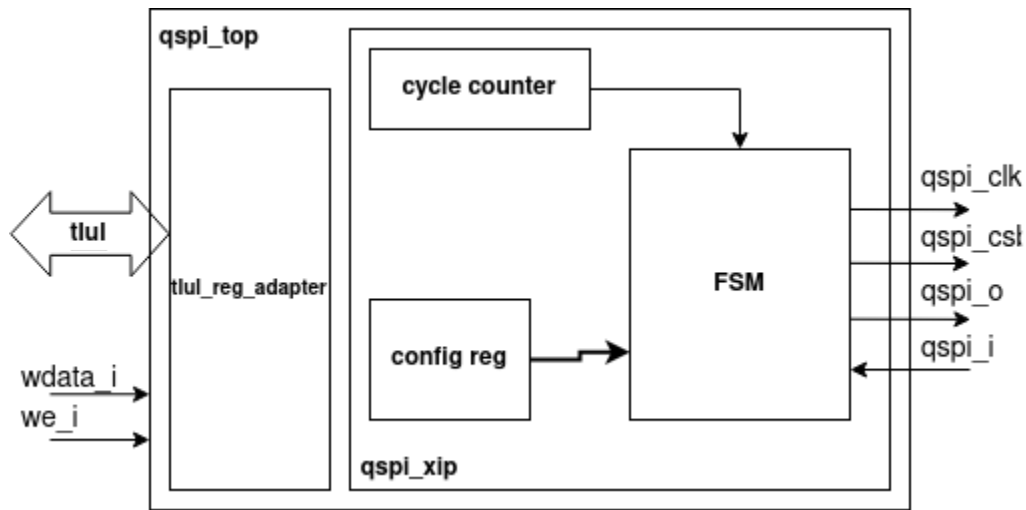 qspi_top
cycle counter
qspi_clk
tlul
qspi_csb
tlul_reg_adapter
FSM
qspi_o
qspi_i
config reg
wdata_i
we_i
qspi_xip